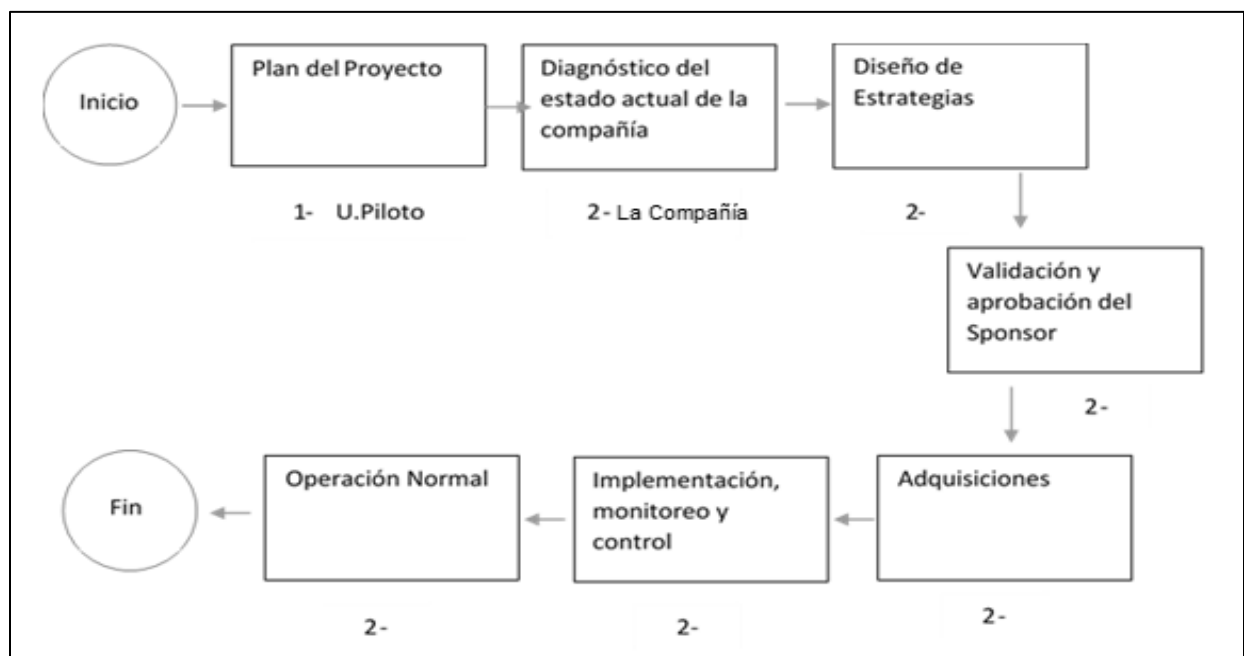 Inicio
Plan del Proyecto
Diagnóstico del
estado actual de la
compañía
Diseño de
Estrategias
1- U.Piloto
2- La Compañía
2-
Validación y
aprobación del
Sponsor
2-
Fin
Operación Normal
Implementación,
monitoreo y
control
Adquisiciones
2-
2-
2-